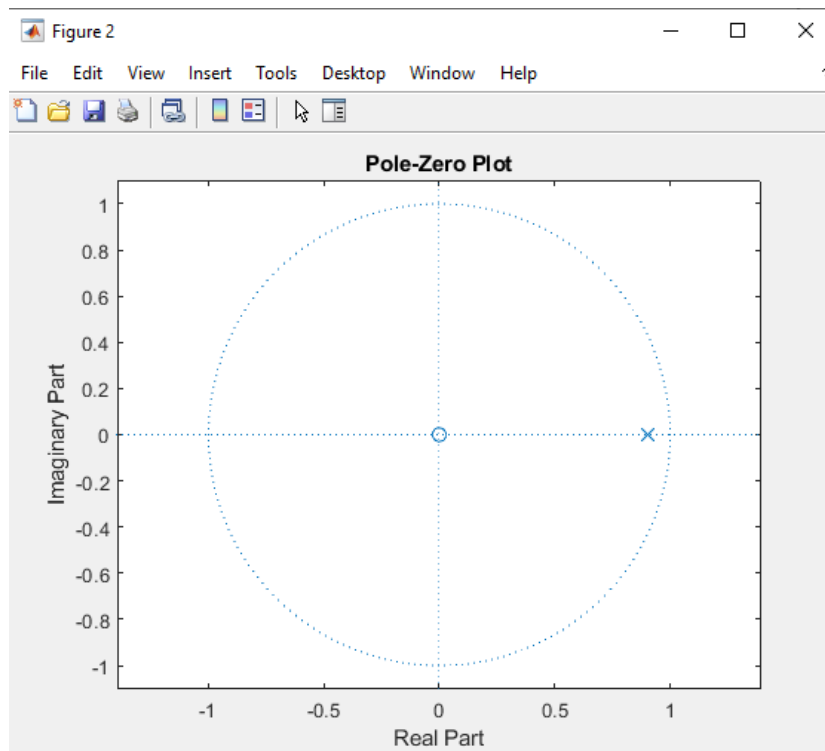 Figure 2
File Edit View Insert Tools Desktop Window Help
Pole-Zero Plot
1
0.8
0.6
0.4
0.2
0
-0.2
-0.4
-0.6
-0.8
-1
Imaginary Part
-1 -0.5 0 0.5 1
Real Part